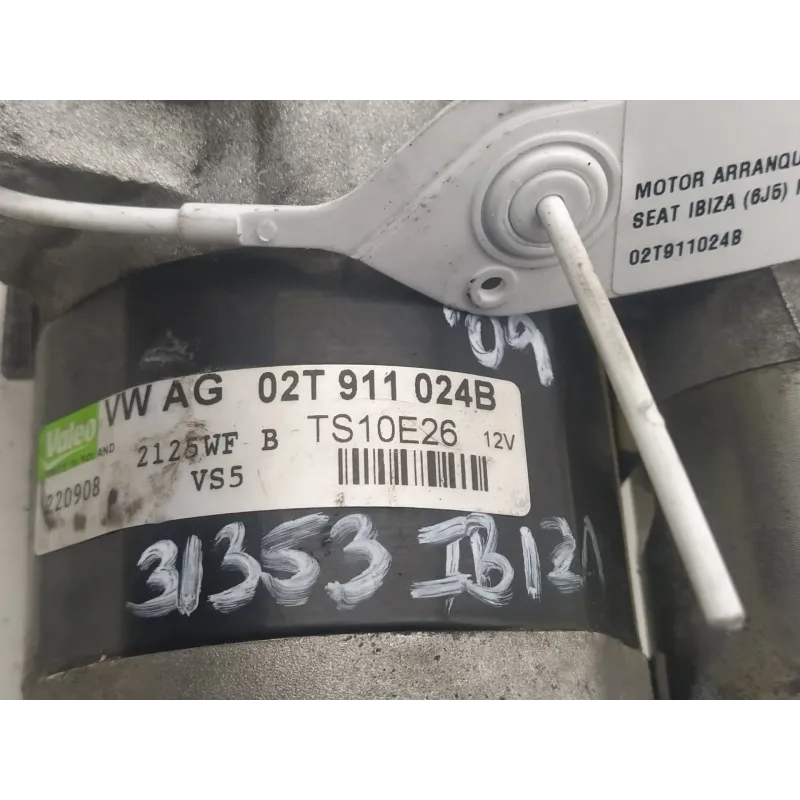 MOTOR ARRANQU
SEAT IBIZA (6J5)
02T911024B
'09
VW AG 02T 911 024B
Valeo
2125WF B TS10E26 12V
220908 VS5
31353 IBIZA